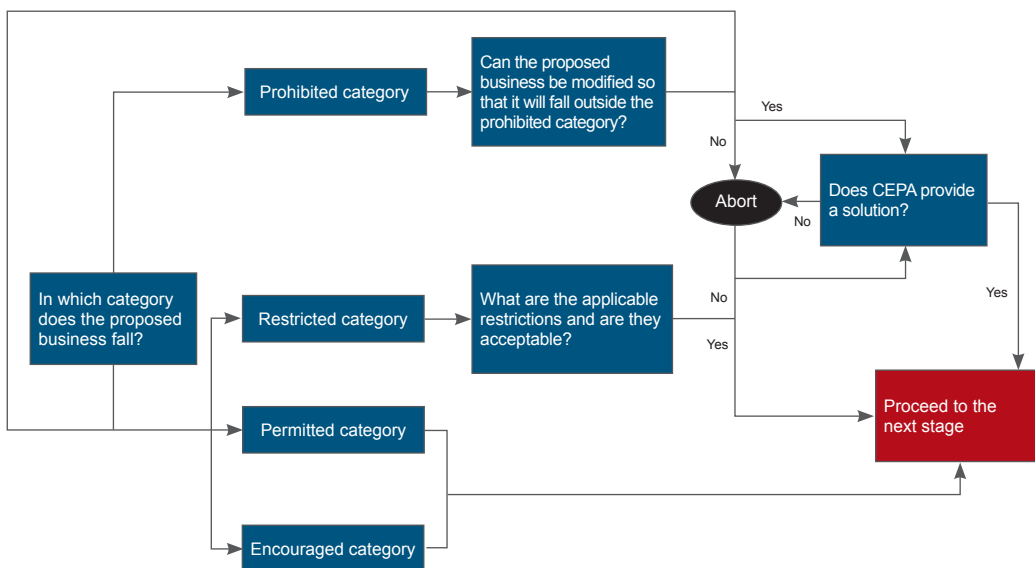 Prohibited category
Can the proposed
business be modified so
that it will fall outside the
prohibited category?
Yes
No
Abort
Does CEPA provide
a solution?
No
In which category
does the proposed
business fall?
Restricted category
What are the applicable
restrictions and are they
acceptable?
No
Yes
Yes
Permitted category
Proceed to the
next stage
Encouraged category